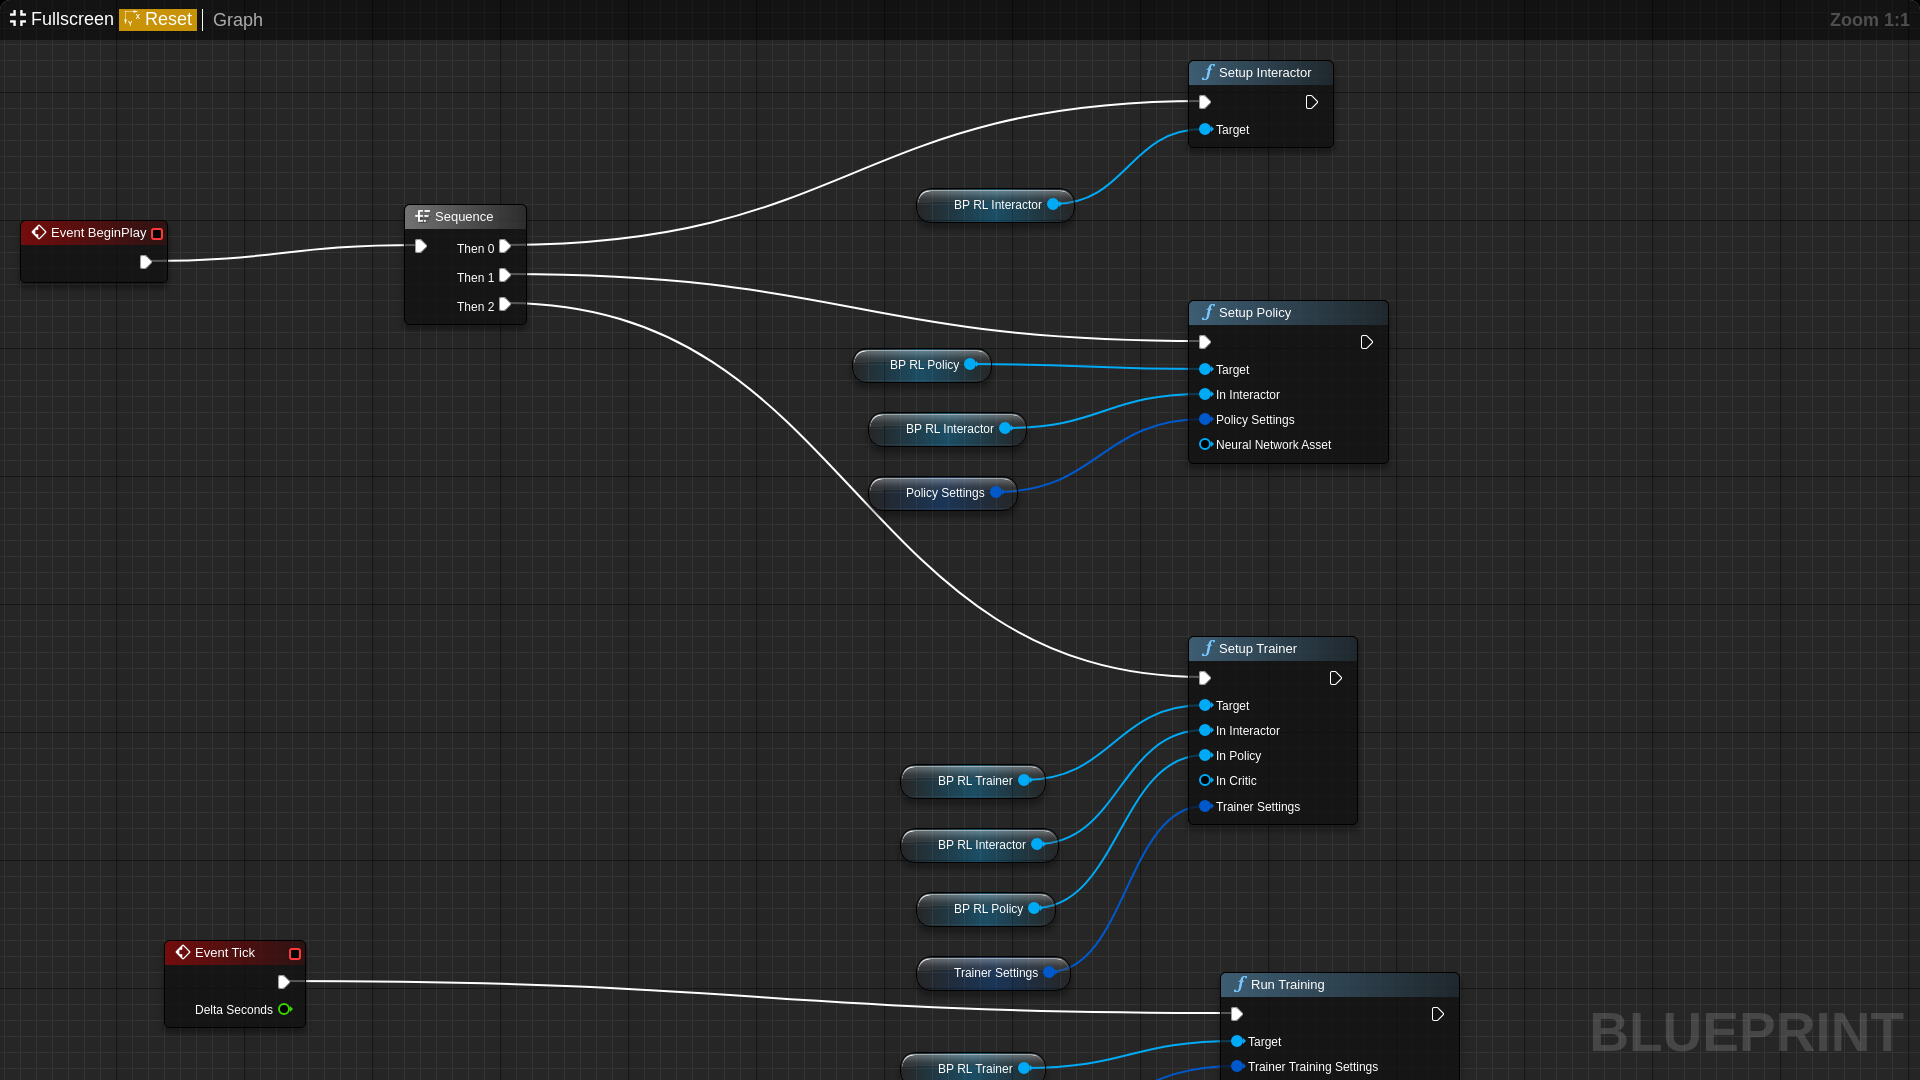 Fullscreen Reset Graph
Zoom 1:1
Setup Interactor
Target
BP RL Interactor
Event BeginPlay
Sequence
Then 0
Then 1
Then 2
Setup Policy
Target
In Interactor
Policy Settings
Neural Network Asset
BP RL Policy
BP RL Interactor
Policy Settings
Setup Trainer
Target
In Interactor
In Policy
In Critic
Trainer Settings
BP RL Trainer
BP RL Interactor
BP RL Policy
Trainer Settings
Event Tick
Delta Seconds
Run Training
Target
Trainer Training Settings
BP RL Trainer
BLUEPRINT